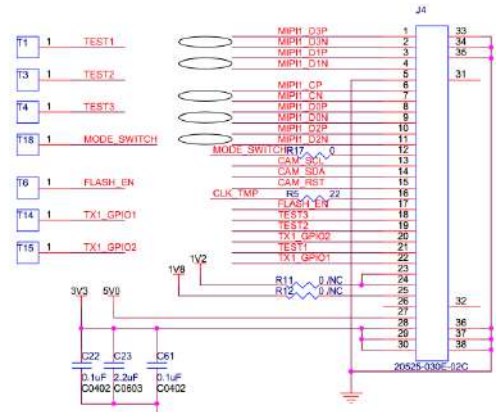 J4
MIPI1_D3P 1 33
T1 1 TEST1 MIPI1_D3N 2 34
MIPI1_D1P 3 35
MIPI1_D1N 4
T3 1 TEST2 5 31
MIPI1_CP 6
MIPI1_CN 7
T4 1 TEST3 MIPI1_D0P 8
MIPI1_D0N 9
MIPI1_D2P 10
T18 1 MODE_SWITCH MIPI1_D2N 11
MODE_SWITCH R17 0 12
CAM_SCL 13
CAM_SDA 14
T6 1 FLASH_EN CAM_RST 15
CLK_TMP R5 22 16
FLASH_EN 17
T14 1 TX1_GPIO1 TEST3 18
TEST2 19
TX1_GPIO2 20
T15 1 TX1_GPIO2 TEST1 21
TX1_GPIO1 22
1V2 23
1V8 R11 0 /NC 24
R12 0 /NC 25
3V3 5V0 26 32
27
28 36
29 37
30 38
C22 C23 C61
20525-030E-02C
0.1uF 2.2uF 0.1uF
C0402 C0603 C0402